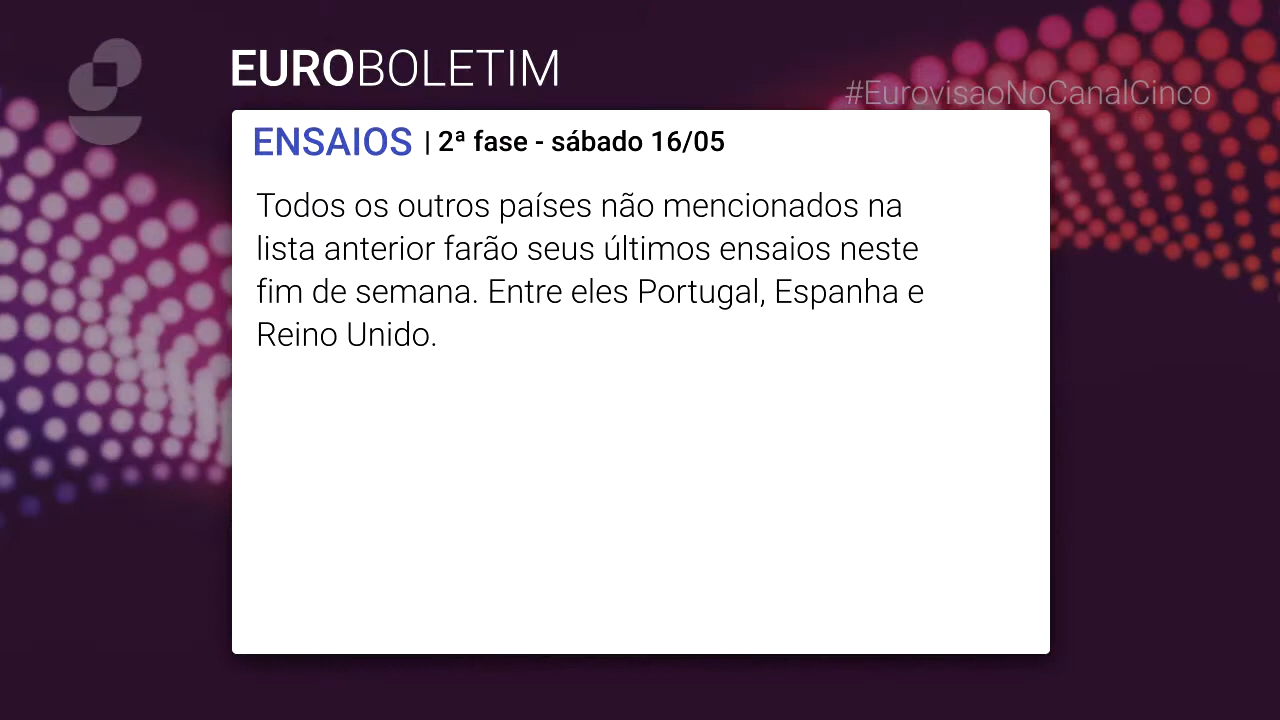 EUROBOLETIM
#EurovisaoNoCanalCinco
ENSAIOS | 2ª fase - sábado 16/05
Todos os outros países não mencionados na
lista anterior farão seus últimos ensaios neste
fim de semana. Entre eles Portugal, Espanha e
Reino Unido.